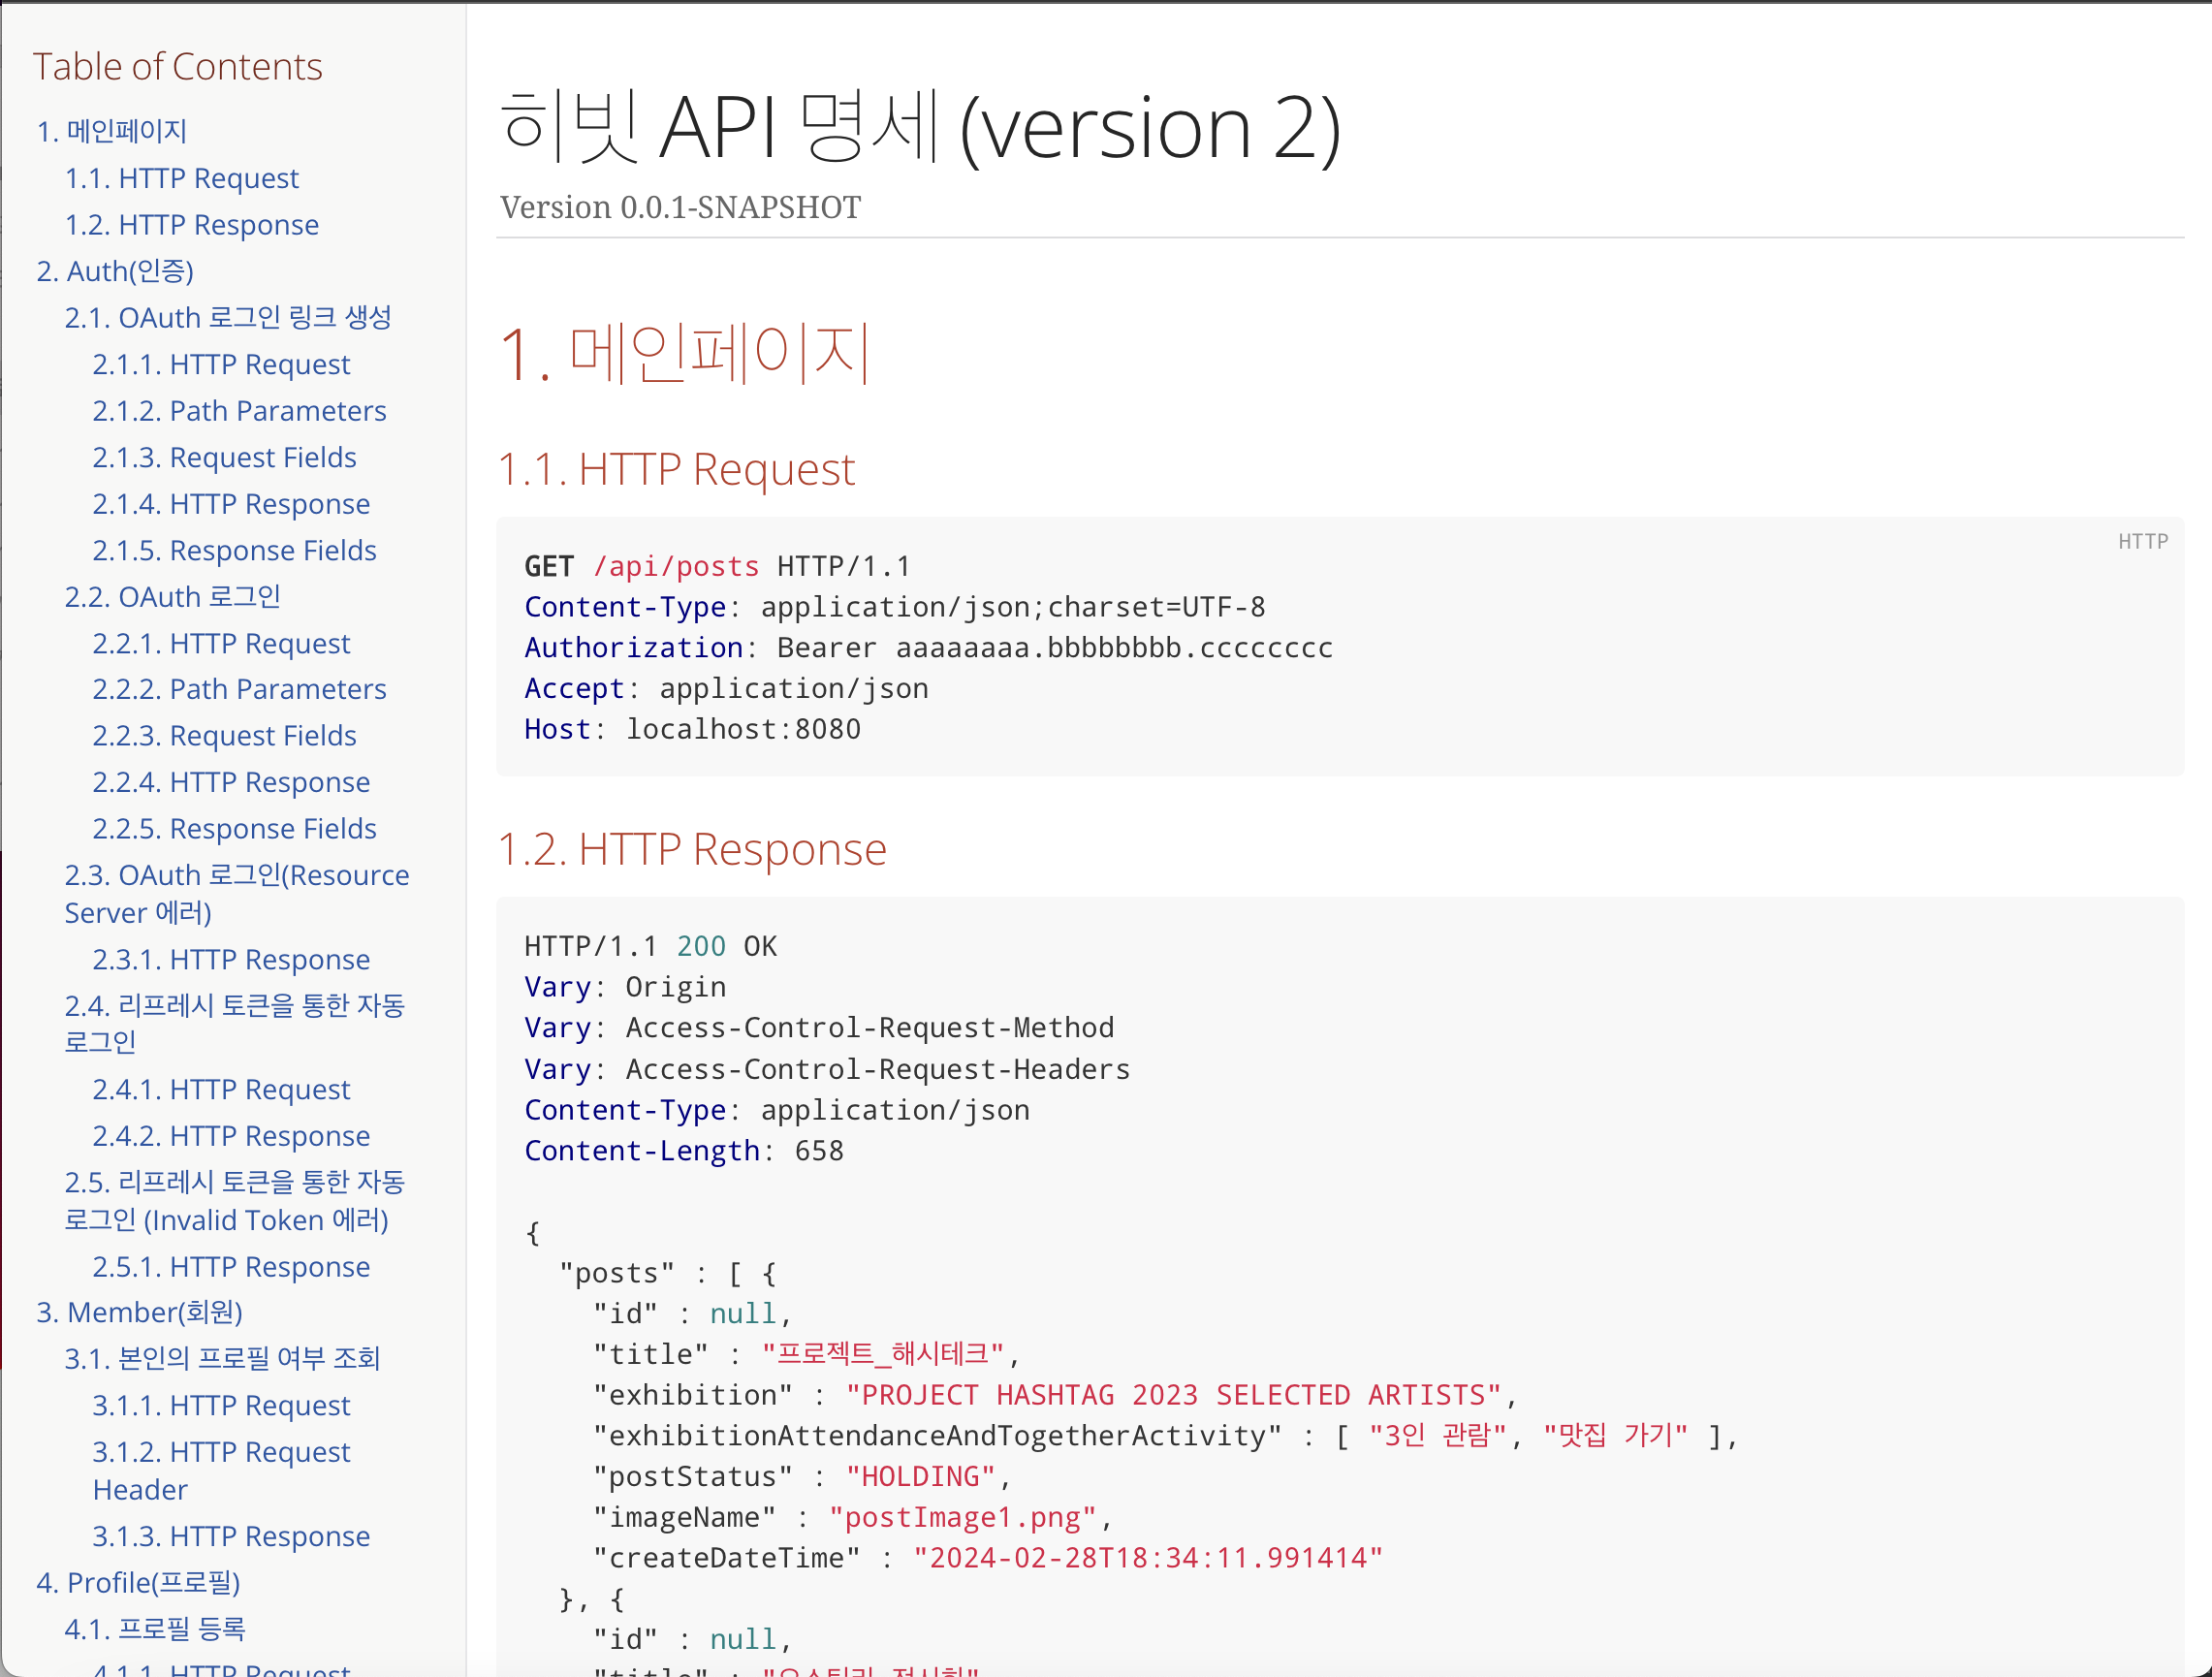 Table of Contents
1. 메인페이지
1.1. HTTP Request
1.2. HTTP Response
2. Auth(인증)
2.1. OAuth 로그인 링크 생성
2.1.1. HTTP Request
2.1.2. Path Parameters
2.1.3. Request Fields
2.1.4. HTTP Response
2.1.5. Response Fields
2.2. OAuth 로그인
2.2.1. HTTP Request
2.2.2. Path Parameters
2.2.3. Request Fields
2.2.4. HTTP Response
2.2.5. Response Fields
2.3. OAuth 로그인(Resource
Server 에러)
2.3.1. HTTP Response
2.4. 리프레시 토큰을 통한 자동
로그인
2.4.1. HTTP Request
2.4.2. HTTP Response
2.5. 리프레시 토큰을 통한 자동
로그인 (Invalid Token 에러)
2.5.1. HTTP Response
3. Member(회원)
3.1. 본인의 프로필 여부 조회
3.1.1. HTTP Request
3.1.2. HTTP Request
Header
3.1.3. HTTP Response
4. Profile(프로필)
4.1. 프로필 등록
4.1.1. HTTP Request
히빗 API 명세 (version 2)
Version 0.0.1-SNAPSHOT
1. 메인페이지
1.1. HTTP Request
HTTP
GET /api/posts HTTP/1.1
Content-Type: application/json;charset=UTF-8
Authorization: Bearer aaaaaaaa.bbbbbbbb.cccccccc
Accept: application/json
Host: localhost:8080
1.2. HTTP Response
HTTP/1.1 200 OK
Vary: Origin
Vary: Access-Control-Request-Method
Vary: Access-Control-Request-Headers
Content-Type: application/json
Content-Length: 658
{
"posts" : [ {
"id" : null,
"title" : "프로젝트_해시테크",
"exhibition" : "PROJECT HASHTAG 2023 SELECTED ARTISTS",
"exhibitionAttendanceAndTogetherActivity" : [ "3인 관람", "맛집 가기" ],
"postStatus" : "HOLDING",
"imageName" : "postImage1.png",
"createDateTime" : "2024-02-28T18:34:11.991414"
}, {
"id" : null,
"title" :